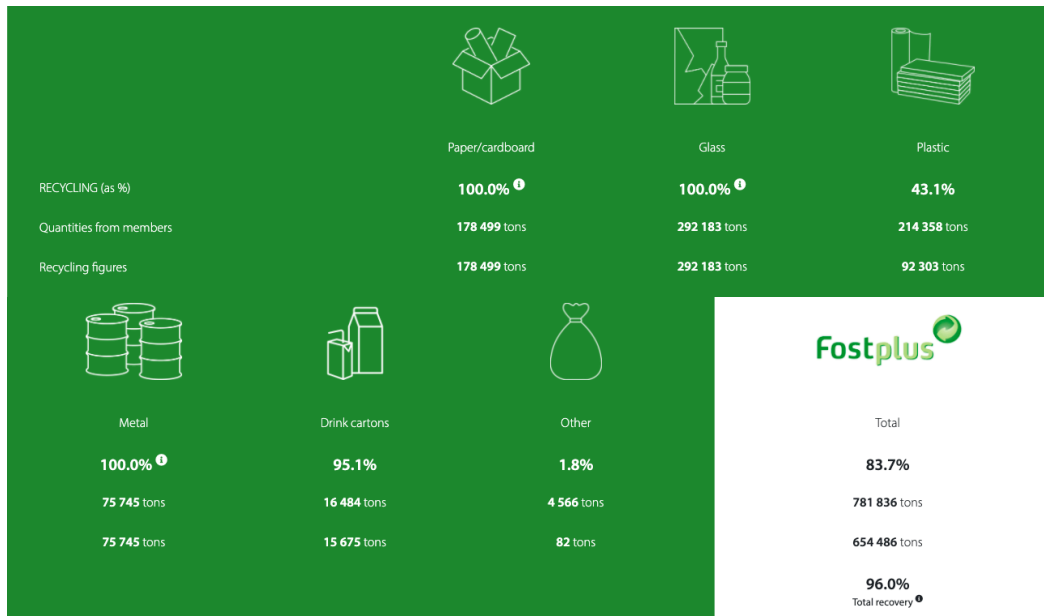 Paper/cardboard Glass Plastic
RECYCLING (as %) 100.0% 100.0% 43.1%
Quantities from members 178 499 tons 292 183 tons 214 358 tons
Recycling figures 178 499 tons 292 183 tons 92 303 tons
Fostplus
Metal Drink cartons Other Total
100.0% 95.1% 1.8% 83.7%
75 745 tons 16 484 tons 4 566 tons 781 836 tons
75 745 tons 15 675 tons 82 tons 654 486 tons
96.0%
Total recovery